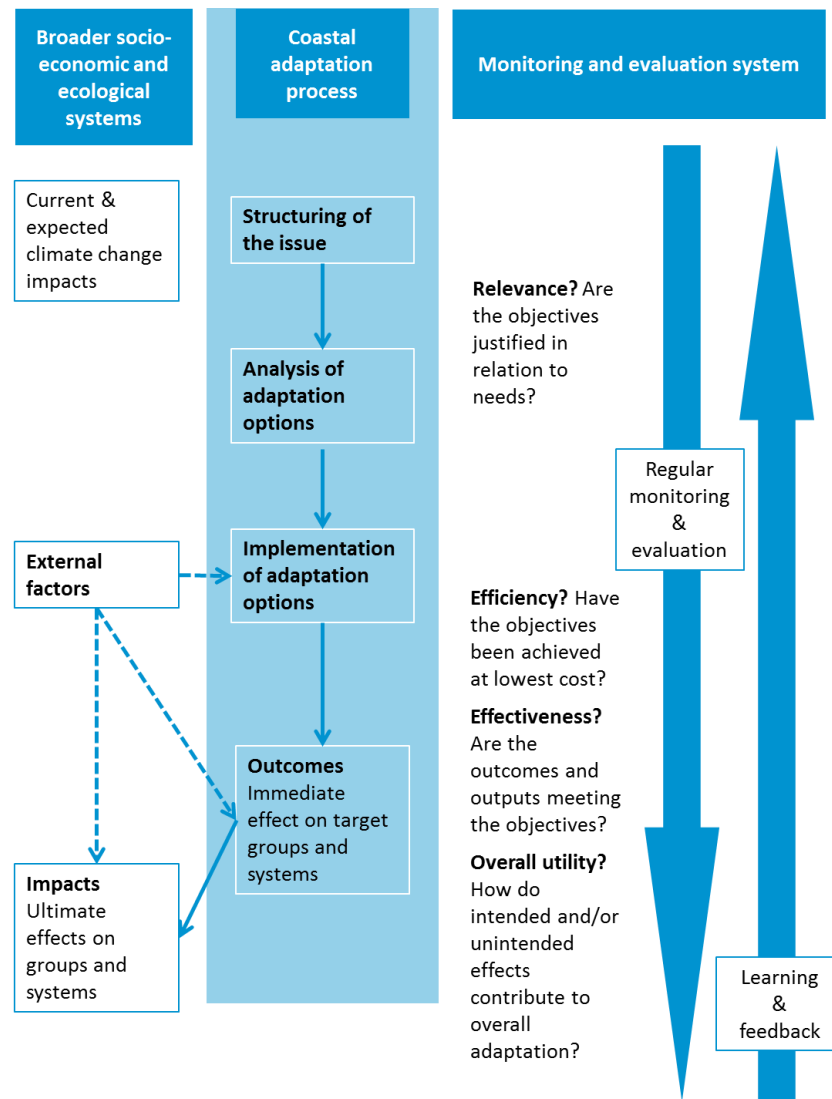 Broader socio-
economic and
ecological
systems
Coastal
adaptation
process
Monitoring and evaluation system
Current &
expected
climate change
impacts
Structuring of
the issue
Relevance? Are
the objectives
justified in
relation to
needs?
Analysis of
adaptation
options
Regular
monitoring
&
evaluation
External
factors
Implementation
of adaptation
options
Efficiency? Have
the objectives
been achieved
at lowest cost?
Effectiveness?
Are the
outcomes and
outputs meeting
the objectives?
Outcomes
Immediate
effect on target
groups and
systems
Impacts
Ultimate
effects on
groups and
systems
Overall utility?
How do
intended and/or
unintended
effects
contribute to
overall
adaptation?
Learning
&
feedback